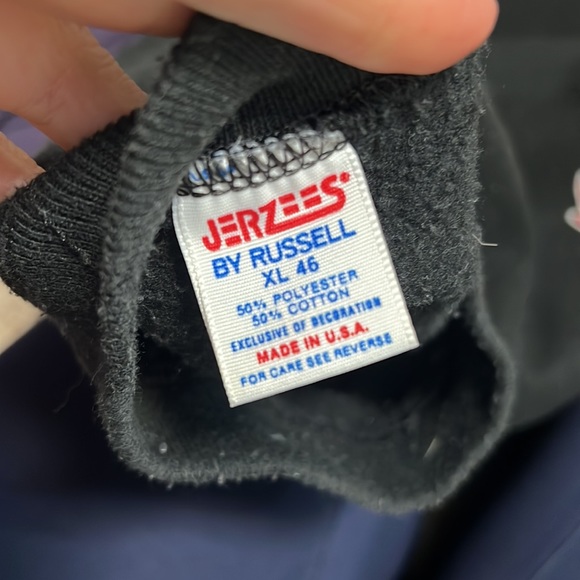 JERZEES
BY RUSSELL
XL 46
50% POLYESTER
50% COTTON
EXCLUSIVE OF DECORATION
MADE IN U.S.A.
FOR CARE SEE REVERSE